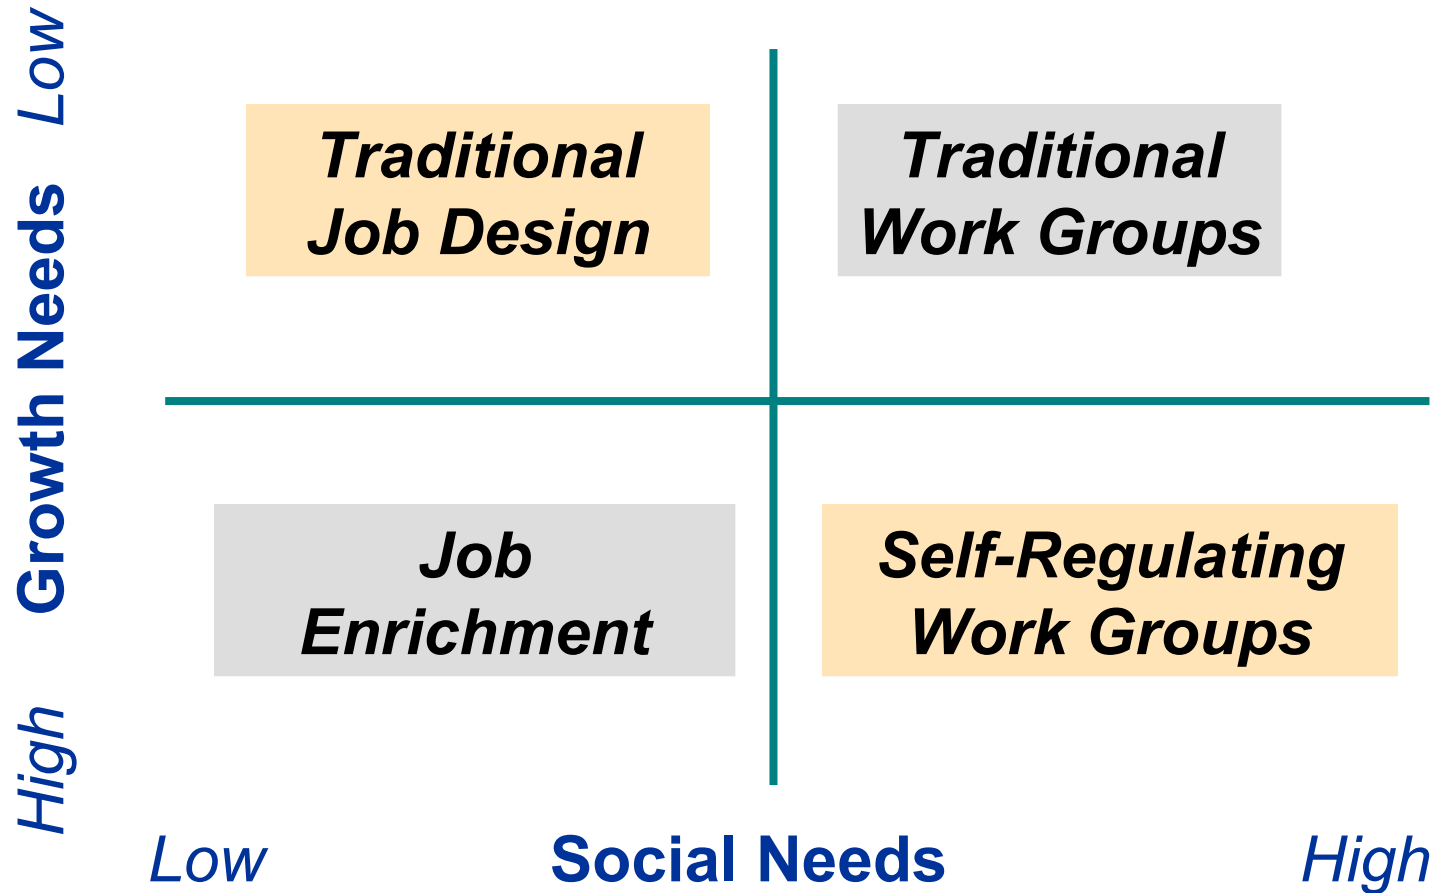 Low
Growth Needs
High
Traditional
Job Design
Traditional
Work Groups
Job
Enrichment
Self-Regulating
Work Groups
Low
Social Needs
High